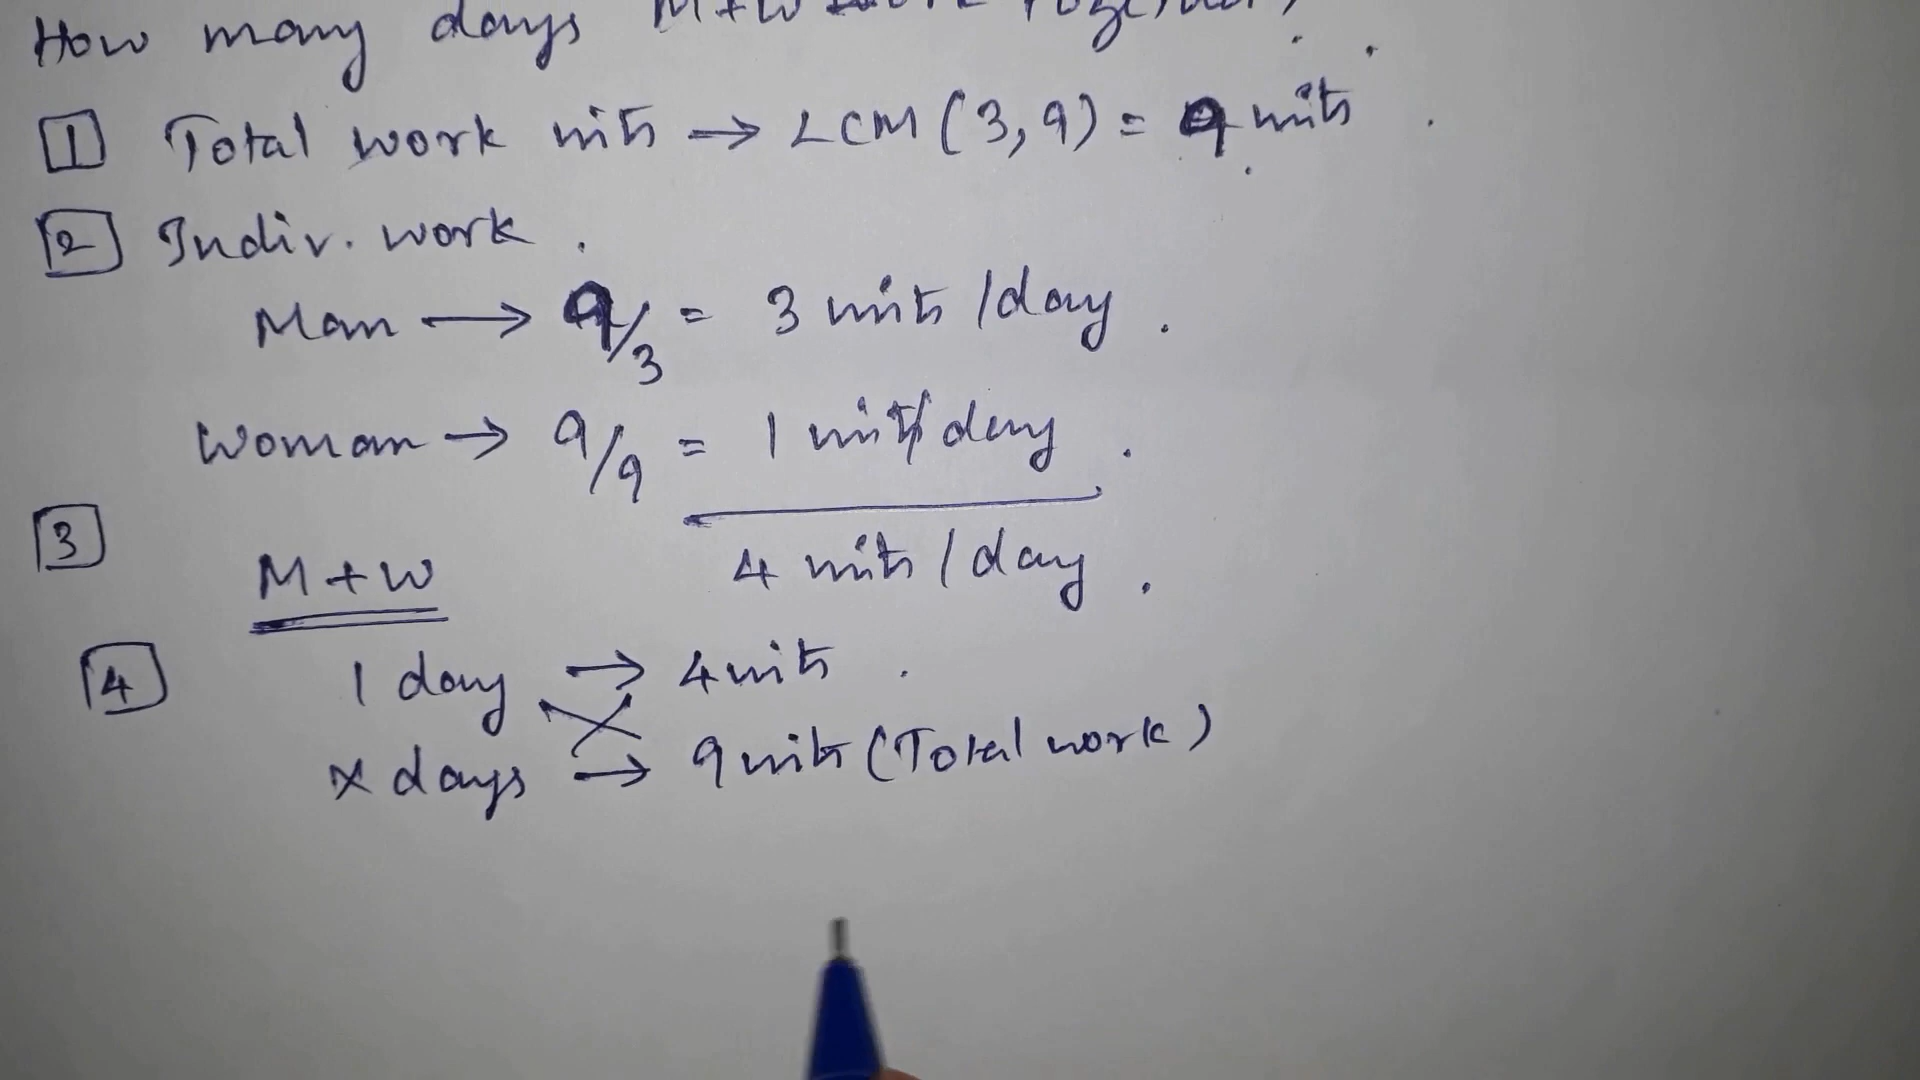 How many days M+W work together
1 Total work units → LCM (3,9) = 9 units.
2 Indiv. work.
Man → 9/3 = 3 units /day.
Woman → 9/9 = 1 unit/day.
3 M+W 4 units / day.
4 1 day → 4 units.
x days → 9 units (Total work)